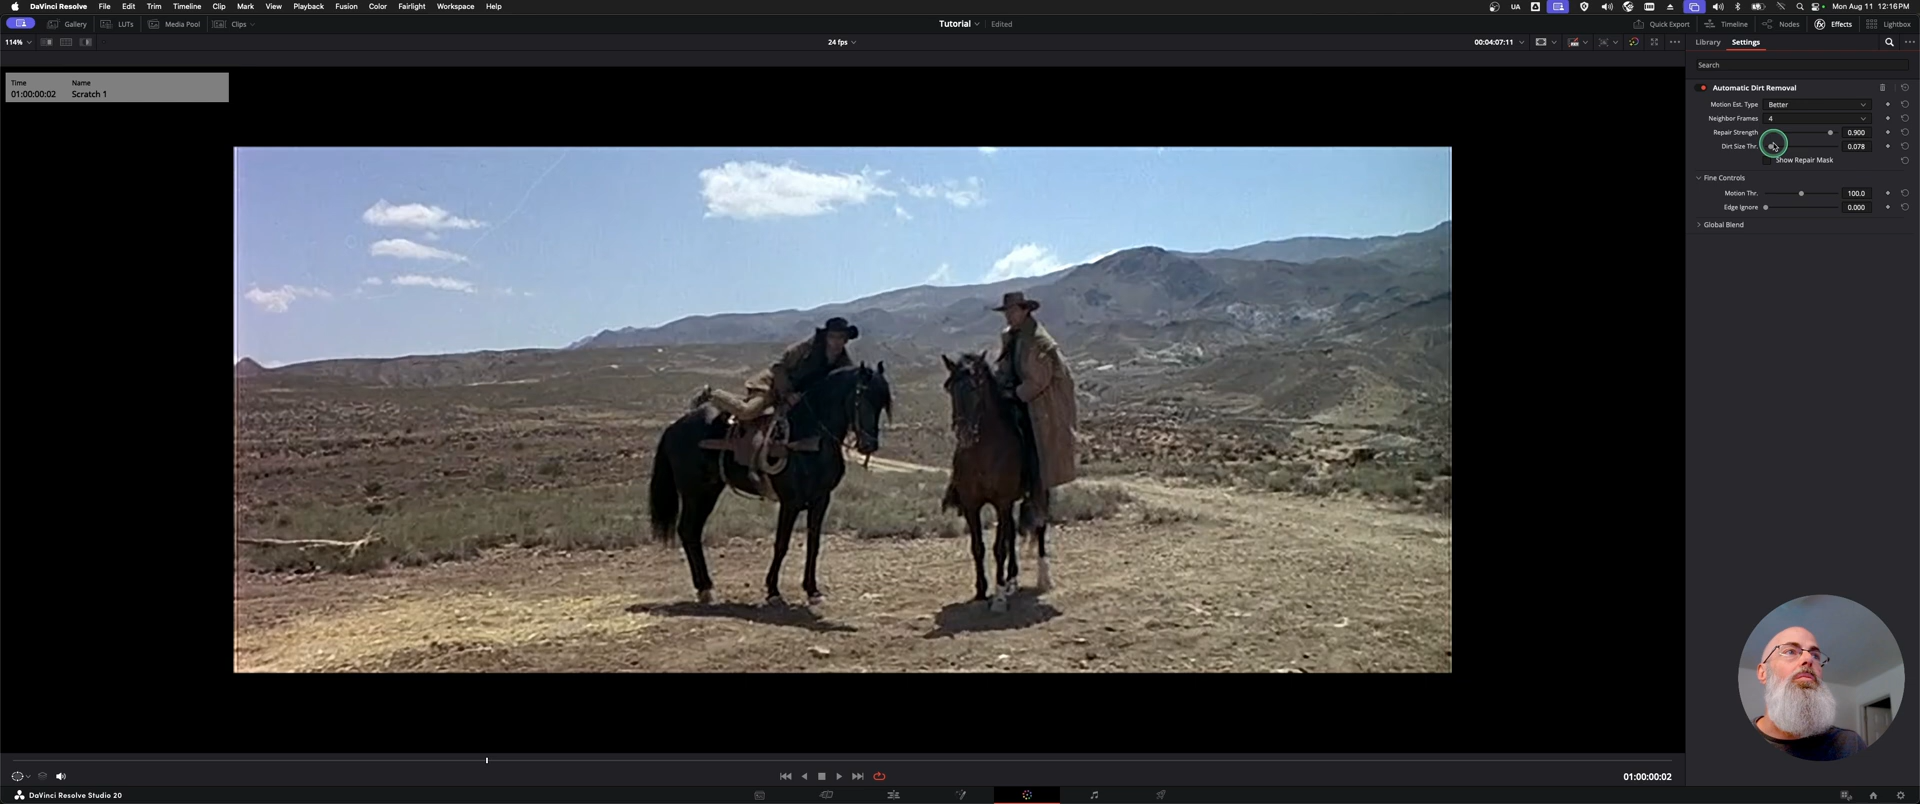 DaVinci Resolve File Edit Trim Timeline Clip Mark View Playback Fusion Color Fairlight Workspace Help UA Mon Aug 11 12:16 PM
Gallery LUTs Media Pool Clips Tutorial Edited Quick Export Timeline Nodes Effects Lightbox
114% 24 fps 00:04:07:11 Library Settings
Search
Time Name
01:00:00:02 Scratch 1
Automatic Dirt Removal
Motion Est. Type Better
Neighbor Frames 4
Repair Strength 0.900
Dirt Size Thr. 0.078
Show Repair Mask
Fine Controls
Motion Thr. 100.0
Edge Ignore 0.000
Global Blend
01:00:00:02
DaVinci Resolve Studio 20